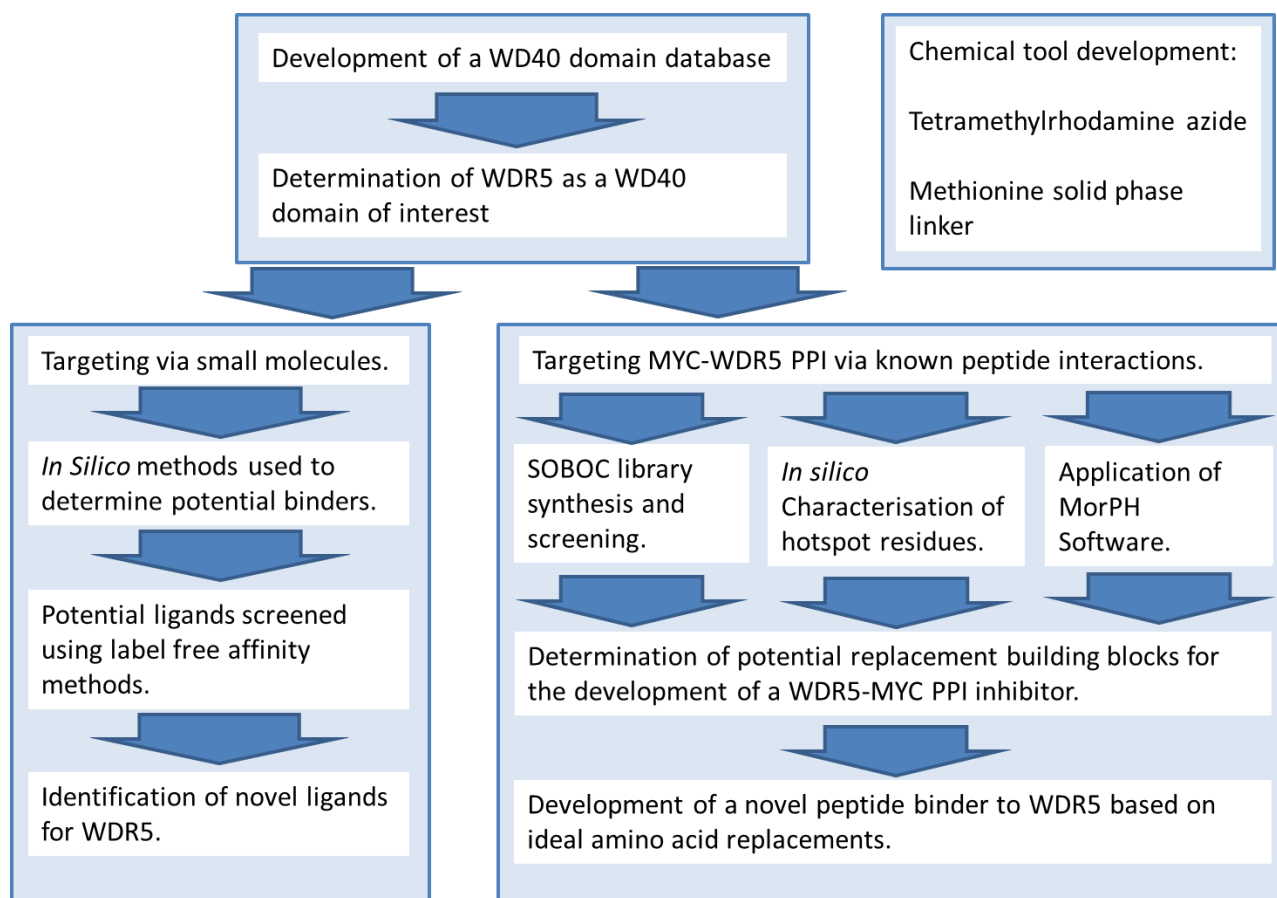 Development of a WD40 domain database
Determination of WDR5 as a WD40
domain of interest
Chemical tool development:
Tetramethylrhodamine azide
Methionine solid phase
linker
Targeting via small molecules.
In Silico methods used to
determine potential binders.
Potential ligands screened
using label free affinity
methods.
Identification of novel ligands
for WDR5.
Targeting MYC-WDR5 PPI via known peptide interactions.
SOBOC library
synthesis and
screening.
In silico
Characterisation of
hotspot residues.
Application of
MorPH
Software.
Determination of potential replacement building blocks for
the development of a WDR5-MYC PPI inhibitor.
Development of a novel peptide binder to WDR5 based on
ideal amino acid replacements.